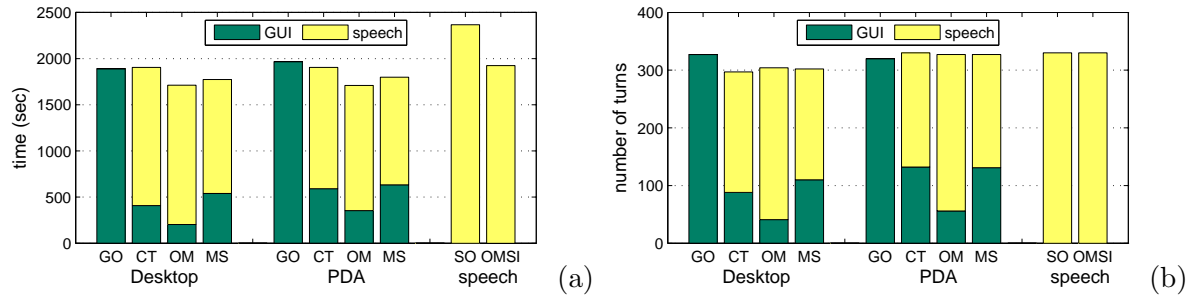 2500
2000
1500
1000
500
0
time (sec)
GUI speech
GO CT OM MS GO CT OM MS SO OMSI
Desktop PDA speech
(a)
400
300
200
100
0
number of turns
GUI speech
GO CT OM MS GO CT OM MS SO OMSI
Desktop PDA speech
(b)